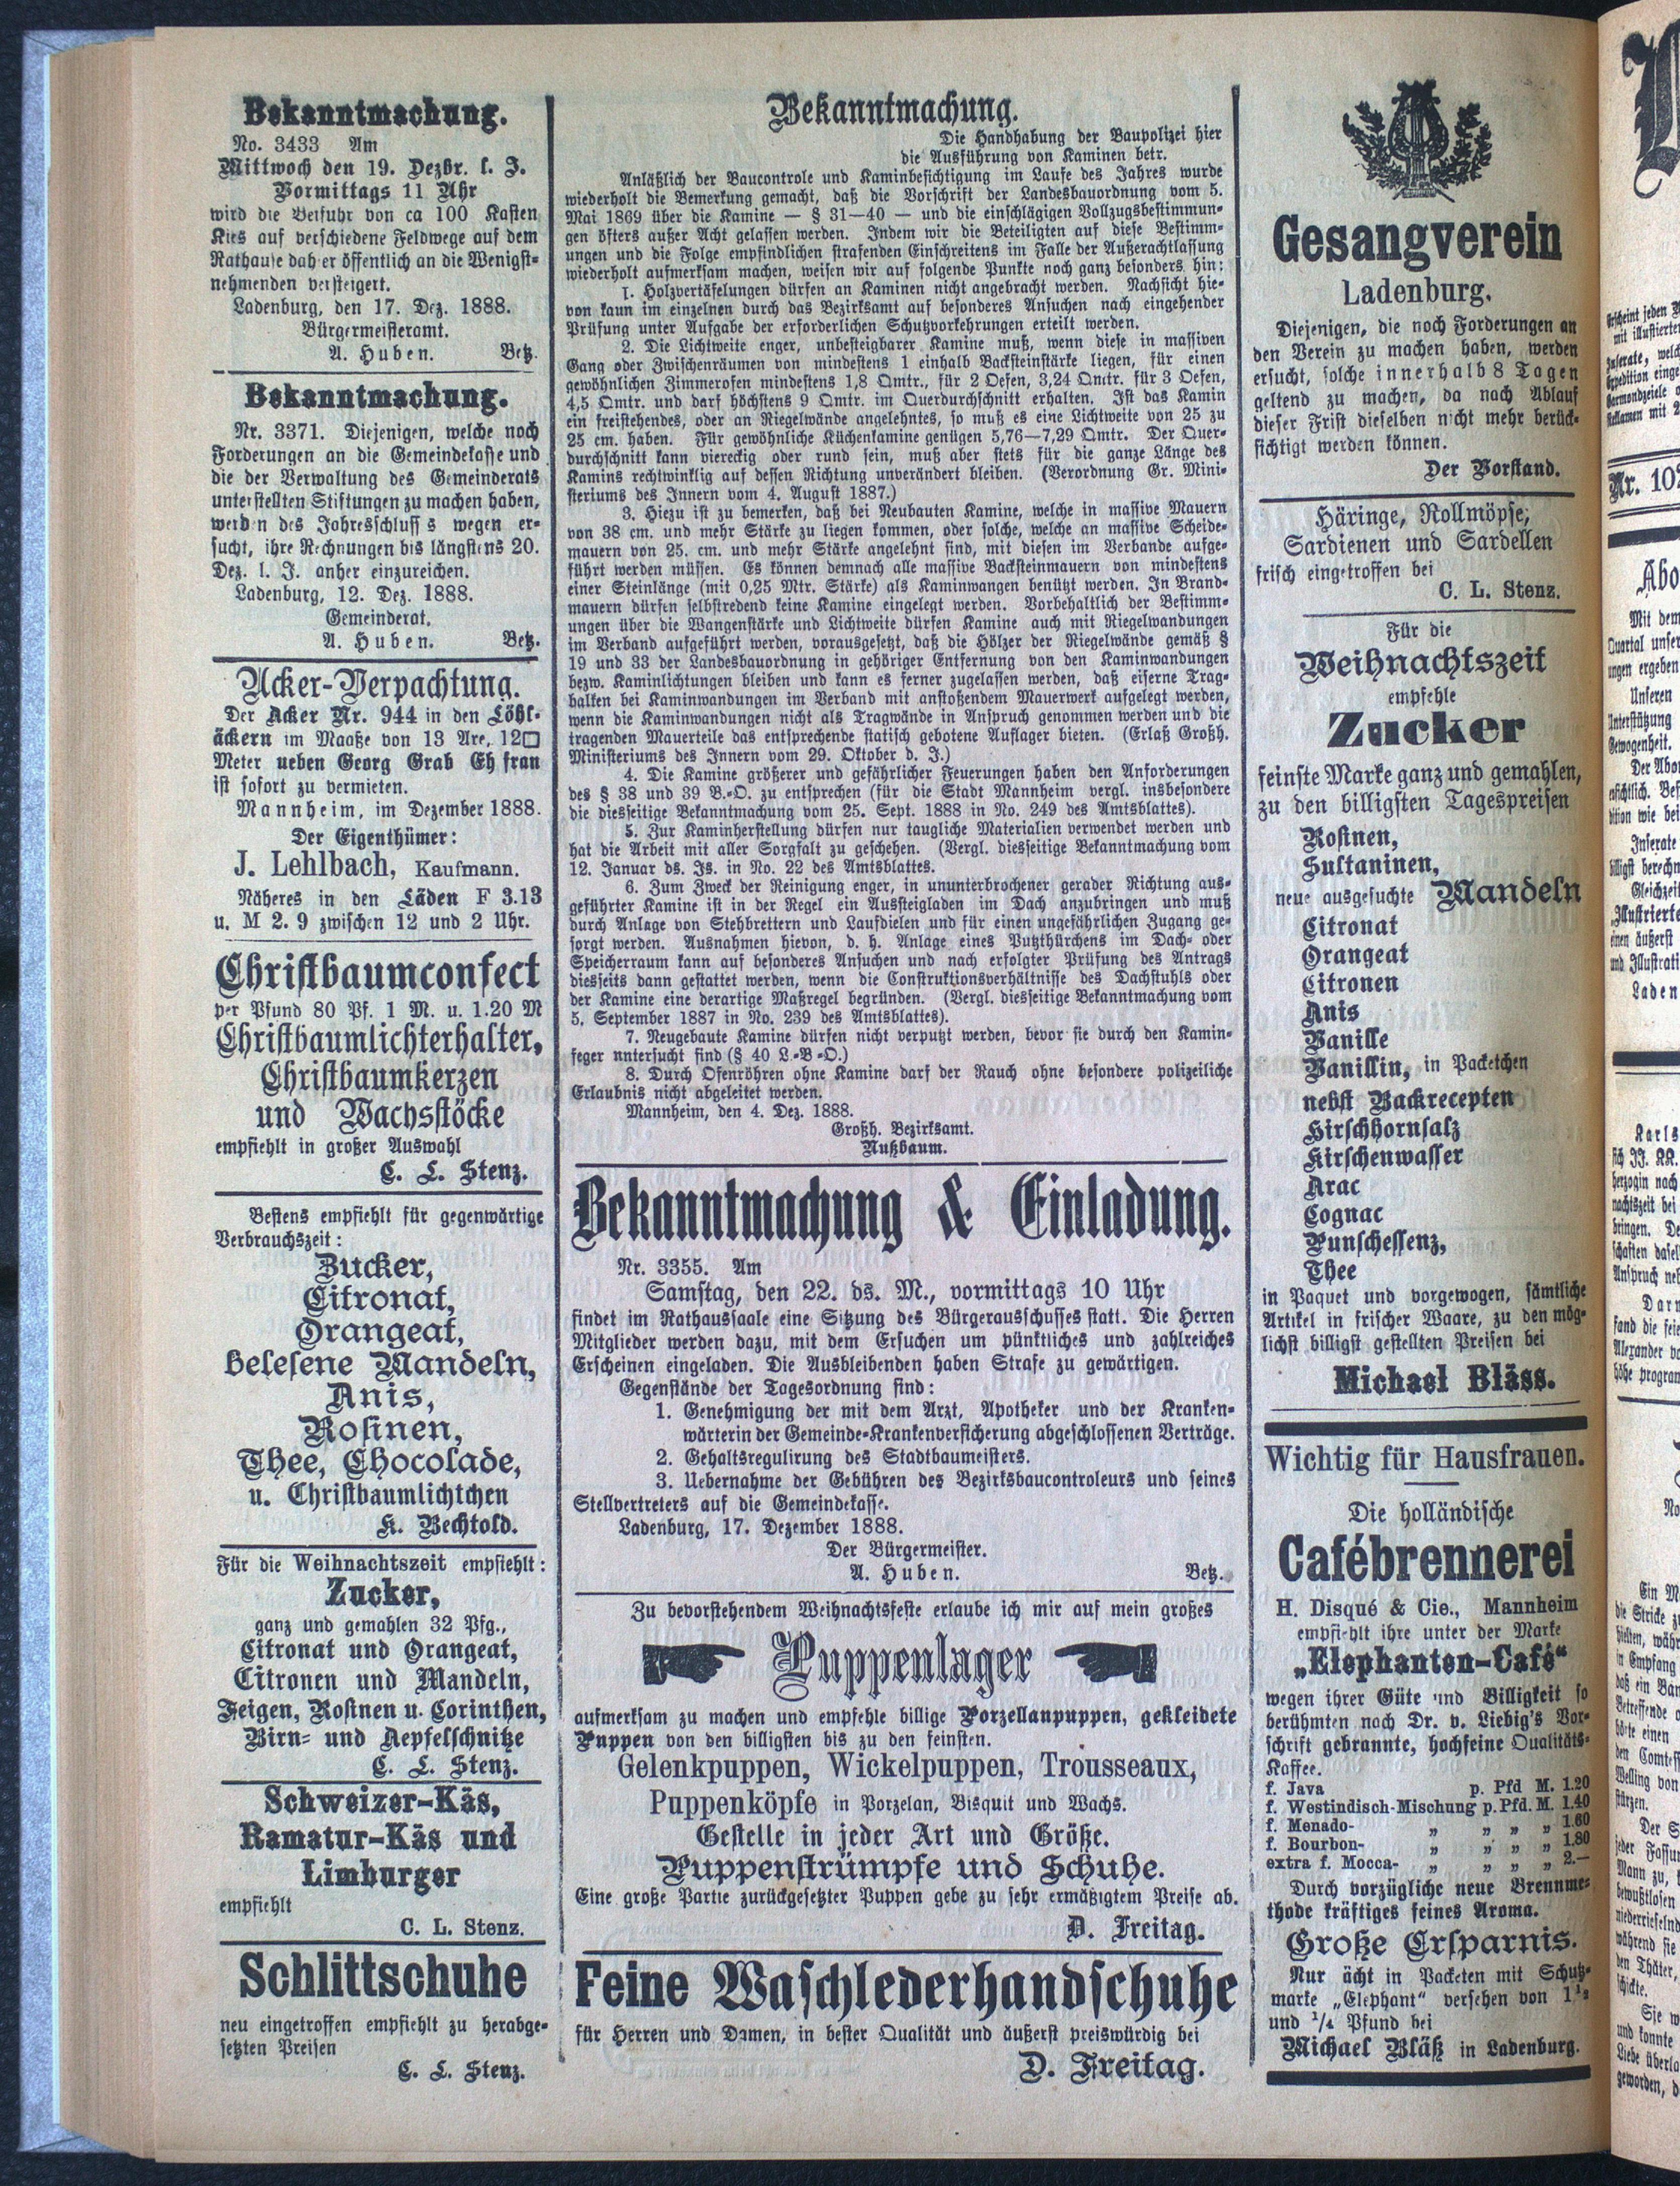 Bekanntmachung.
No. 3433 Am
Mittwoch den 19. Dezbr. l. J.
Vormittags 11 Uhr
wird die Beifuhr von ca 100 Kasten
Kies auf verschiedene Feldwege auf dem
Rathause daher öffentlich an die Wenigst-
nehmenden versteigert.
Ladenburg, den 17. Dez. 1888.
Bürgermeisteramt.
A. Huben. Betz.
Bekanntmachung.
Nr. 3371. Diejenigen, welche noch
Forderungen an die Gemeindekasse und
die der Verwaltung des Gemeinderats
unterstellten Stiftungen zu machen haben,
werden des Jahresschlusses wegen er-
sucht, ihre Rechnungen bis längstens 20.
Dez. l. J. anher einzureichen.
Ladenburg, 12. Dez. 1888.
Gemeinderat.
A. Huben. Betz.
Acker-Verpachtung.
Der Acker Nr. 944 in den Löhl-
äckern im Maaße von 13 Are, 12□
Meter neben Georg Grab Eh frau
ist sofort zu vermieten.
Mannheim, im Dezember 1888.
Der Eigenthümer:
J. Lehlbach, Kaufmann.
Näheres in den Läden F 3.13
u. M 2. 9 zwischen 12 und 2 Uhr.
Christbaumconfect
per Pfund 80 Pf. 1 M. u. 1.20 M
Christbaumlichterhalter,
Christbaumkerzen
und Wachsstöcke
empfiehlt in großer Auswahl
C. L. Stenz.
Bestens empfiehlt für gegenwärtige
Verbrauchszeit:
Zucker,
Citronat,
Orangeat,
belesene Mandeln,
Anis,
Rosinen,
Thee, Chocolade,
u. Christbaumlichtchen
K. Bechtold.
Für die Weihnachtszeit empfiehlt:
Zucker,
ganz und gemahlen 32 Pfg.,
Citronat und Orangeat,
Citronen und Mandeln,
Feigen, Rosinen u. Corinthen,
Birn- und Aepfelschnitze
C. L. Stenz.
Schweizer-Käs,
Ramatur-Käs und
Limburger
empfiehlt
C. L. Stenz.
Schlittschuhe
neu eingetroffen empfiehlt zu herabge-
setzten Preisen
C. L. Stenz.
Bekanntmachung.
Die Handhabung der Baupolizei hier
die Ausführung von Kaminen betr.
Anläßlich der Baucontrole und Kaminbesichtigung im Laufe des Jahres wurde
wiederholt die Bemerkung gemacht, daß die Vorschrift der Landesbauordnung vom 5.
Mai 1869 über die Kamine — § 31—40 — und die einschlägigen Vollzugsbestimmun-
gen öfters außer Acht gelassen werden. Indem wir die Beteiligten auf diese Bestimm-
ungen und die Folge empfindlichen strafenden Einschreitens im Falle der Außerachtlassung
wiederholt aufmerksam machen, weisen wir auf folgende Punkte noch ganz besonders hin:
1. Holzvertäfelungen dürfen an Kaminen nicht angebracht werden. Nachsicht hie-
von kann im einzelnen durch das Bezirksamt auf besonderes Ansuchen nach eingehender
Prüfung unter Aufgabe der erforderlichen Schutzvorkehrungen erteilt werden.
2. Die Lichtweite enger, unbesteigbarer Kamine muß, wenn diese in massiven
Gang oder Zwischenräumen von mindestens 1 einhalb Backsteinstärke liegen, für einen
gewöhnlichen Zimmerofen mindestens 1,8 Qmtr., für 2 Oefen, 3,24 Qmtr. für 3 Oefen,
4,5 Qmtr. und darf höchstens 9 Qmtr. im Querdurchschnitt erhalten. Ist das Kamin
ein freistehendes, oder an Riegelwände angelehntes, so muß es eine Lichtweite von 25 zu
25 cm. haben. Für gewöhnliche Küchenkamine genügen 5,76—7,29 Qmtr. Der Quer-
durchschnitt kann viereckig oder rund sein, muß aber stets für die ganze Länge des
Kamins rechtwinklig auf dessen Richtung unverändert bleiben. (Verordnung Gr. Mini-
steriums des Innern vom 4. August 1887.)
3. Hiezu ist zu bemerken, daß bei Neubauten Kamine, welche in massive Mauern
von 38 cm. und mehr Stärke zu liegen kommen, oder solche, welche an massive Scheide-
mauern von 25. cm. und mehr Stärke angelehnt sind, mit diesen im Verbande aufge-
führt werden müssen. Es können demnach alle massive Backsteinmauern von mindestens
einer Steinlänge (mit 0,25 Mtr. Stärke) als Kaminwangen benützt werden. In Brand-
mauern dürfen selbstredend keine Kamine eingelegt werden. Vorbehaltlich der Bestimm-
ungen über die Wangenstärke und Lichtweite dürfen Kamine auch mit Riegelwandungen
im Verband aufgeführt werden, vorausgesetzt, daß die Hölzer der Riegelwände gemäß §
19 und 33 der Landesbauordnung in gehöriger Entfernung von den Kaminwandungen
bezw. Kaminlichtungen bleiben und kann es ferner zugelassen werden, daß eiserne Trag-
balken bei Kaminwandungen im Verband mit anstoßendem Mauerwerk aufgelegt werden,
wenn die Kaminwandungen nicht als Tragwände in Anspruch genommen werden und die
tragenden Mauerteile das entsprechende statisch gebotene Auflager bieten. (Erlaß Großh.
Ministeriums des Innern vom 29. Oktober d. J.)
4. Die Kamine größerer und gefährlicher Feuerungen haben den Anforderungen
des § 38 und 39 B.-O. zu entsprechen (für die Stadt Mannheim vergl. insbesondere
die diesseitige Bekanntmachung vom 25. Sept. 1888 in No. 249 des Amtsblattes).
5. Zur Kaminherstellung dürfen nur taugliche Materialien verwendet werden und
hat die Arbeit mit aller Sorgfalt zu geschehen. (Vergl. diesseitige Bekanntmachung vom
12. Januar ds. Js. in No. 22 des Amtsblattes.
6. Zum Zweck der Reinigung enger, in ununterbrochener gerader Richtung aus-
geführter Kamine ist in der Regel ein Aussteigladen im Dach anzubringen und muß
durch Anlage von Stehbrettern und Laufdielen und für einen ungefährlichen Zugang ge-
sorgt werden. Ausnahmen hievon, d. h. Anlage eines Putzthürchens im Dach- oder
Speicherraum kann auf besonderes Ansuchen und nach erfolgter Prüfung des Antrags
diesseits dann gestattet werden, wenn die Construktionsverhältnisse des Dachstuhls oder
der Kamine eine derartige Maßregel begründen. (Vergl. diesseitige Bekanntmachung vom
5. September 1887 in No. 239 des Amtsblattes).
7. Neugebaute Kamine dürfen nicht verputzt werden, bevor sie durch den Kamin-
feger nntersucht sind (§ 40 L.-B.-O.)
8. Durch Ofenröhren ohne Kamine darf der Rauch ohne besondere polizeiliche
Erlaubnis nicht abgeleitet werden.
Mannheim, den 4. Dez. 1888.
Großh. Bezirksamt.
Nußbaum.
Bekanntmachung & Einladung.
Nr. 3355. Am
Samstag, den 22. ds. M., vormittags 10 Uhr
findet im Rathaussaale eine Sitzung des Bürgerausschusses statt. Die Herren
Mitglieder werden dazu, mit dem Ersuchen um pünktliches und zahlreiches
Erscheinen eingeladen. Die Ausbleibenden haben Strafe zu gewärtigen.
Gegenstände der Tagesordnung sind:
1. Genehmigung der mit dem Arzt, Apotheker und der Kranken-
wärterin der Gemeinde-Krankenversicherung abgeschlossenen Verträge.
2. Gehaltsregulirung des Stadtbaumeisters.
3. Uebernahme der Gebühren des Bezirksbaucontroleurs und seines
Stellvertreters auf die Gemeindekasse.
Ladenburg, 17. Dezember 1888.
Der Bürgermeister.
A. Huben. Betz.
Zu bevorstehendem Weihnachtsfeste erlaube ich mir auf mein großes
Puppenlager
aufmerksam zu machen und empfehle billige Porzellanpuppen, gekleidete
Puppen von den billigsten bis zu den feinsten.
Gelenkpuppen, Wickelpuppen, Trousseaux,
Puppenköpfe in Porzelan, Bisquit und Wachs.
Gestelle in jeder Art und Größe.
Puppenstrümpfe und Schuhe.
Eine große Partie zurückgesetzter Puppen gebe zu sehr ermäßigtem Preise ab.
D. Freitag.
Feine Waschlederhandschuhe
für Herren und Damen, in bester Qualität und äußerst preiswürdig bei
D. Freitag.
Gesangverein
Ladenburg.
Diejenigen, die noch Forderungen an
den Verein zu machen haben, werden
ersucht, solche innerhalb 8 Tagen
geltend zu machen, da nach Ablauf
dieser Frist dieselben nicht mehr berück-
sichtigt werden können.
Der Vorstand.
Häringe, Rollmöpse,
Sardienen und Sardellen
frisch eingetroffen bei
C. L. Stenz.
Für die
Weihnachtszeit
empfehle
Zucker
feinste Marke ganz und gemahlen,
zu den billigsten Tagespreisen
Rosinen,
Sultaninen,
neue ausgesuchte Mandeln
Citronat
Orangeat
Citronen
Anis
Vanille
Vanillin, in Packetchen
nebst Backrecepten
Hirschhornsalz
Kirschenwasser
Arac
Cognac
Punschessenz,
Thee
in Paquet und vorgewogen, sämtliche
Artikel in frischer Waare, zu den mög-
lichst billigst gestellten Preisen bei
Michael Bläss.
Wichtig für Hausfrauen.
Die holländische
Cafébrennerei
H. Disqué & Cie., Mannheim
empfiehlt ihre unter der Marke
„Elephanten-Café“
wegen ihrer Güte und Billigkeit so
berühmten nach Dr. v. Liebig's Vor-
schrift gebrannte, hochfeine Qualitäts-
Kaffee.
f. Java p. Pfd M. 1.20
f. Westindisch-Mischung p. Pfd. M. 1.40
f. Menado- „ „ „ „ 1.60
f. Bourbon- „ „ „ „ 1.80
extra f. Mocca- „ „ „ „ 2.—
Durch vorzügliche neue Brennme-
thode kräftiges feines Aroma.
Große Ersparnis.
Nur ächt in Packeten mit Schutz-
marke „Elephant“ versehen von 1 ½
und ¼ Pfund bei
Michael Bläß in Ladenburg.